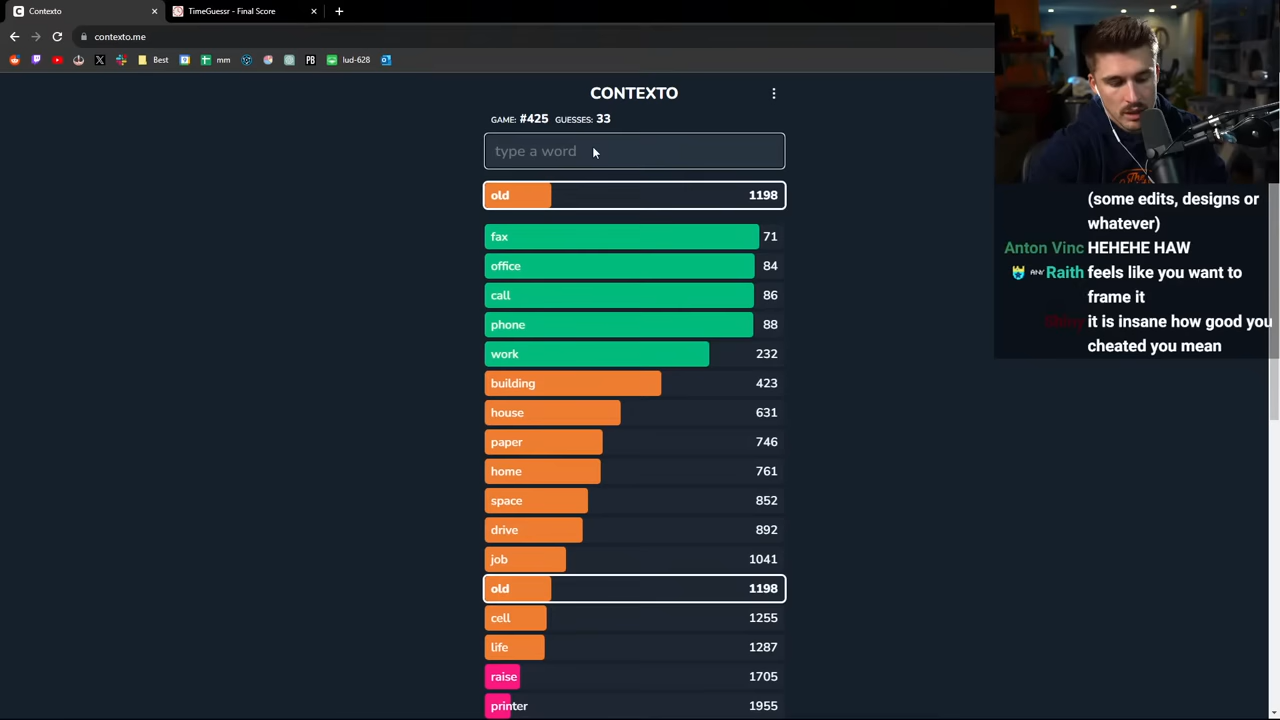 Contexto
TimeGuessr - Final Score
contexto.me
Best
mm
PB
lud-628
CONTEXTO
GAME: #425 GUESSES: 33
type a word
old 1198
fax 71
office 84
call 86
phone 88
work 232
building 423
house 631
paper 746
home 761
space 852
drive 892
job 1041
old 1198
cell 1255
life 1287
raise 1705
printer 1955
(some edits, designs or
whatever)
Anton Vinc HEHEHE HAW
Raith feels like you want to
frame it
Shiny it is insane how good you
cheated you mean